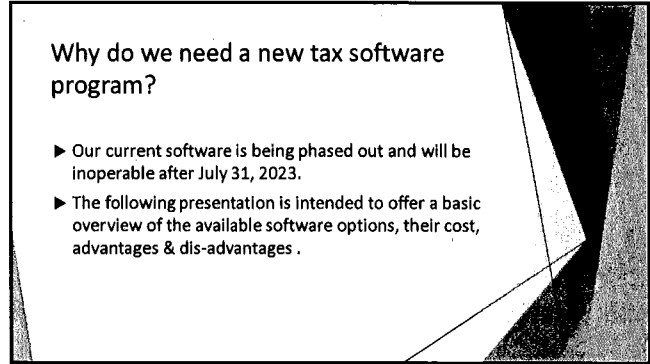 Why do we need a new tax software
program?
▶ Our current software is being phased out and will be
inoperable after July 31, 2023.
▶ The following presentation is intended to offer a basic
overview of the available software options, their cost,
advantages & dis-advantages .